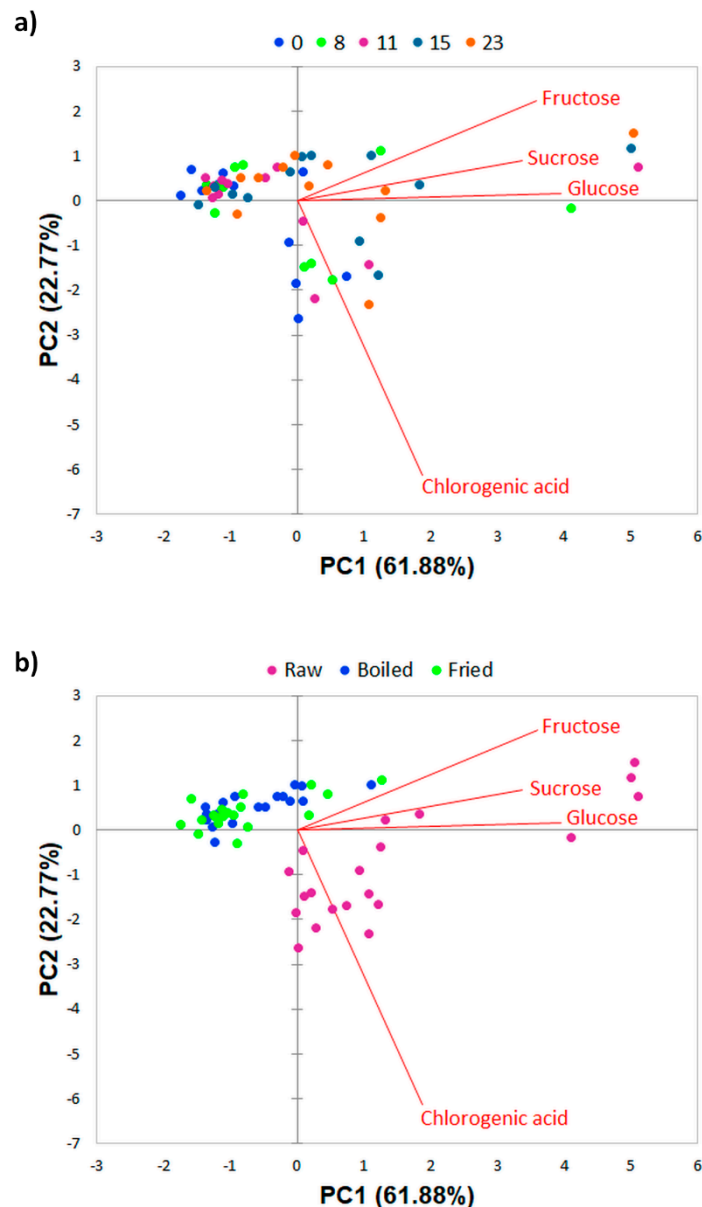 a)
0 8 11 15 23
3
2
1
0
-1
-2
-3
-4
-5
-6
-7
PC2 (22.77%)
Fructose
Sucrose
Glucose
Chlorogenic acid
-3 -2 -1 0 1 2 3 4 5 6
PC1 (61.88%)
b)
Raw Boiled Fried
3
2
1
0
-1
-2
-3
-4
-5
-6
-7
PC2 (22.77%)
Fructose
Sucrose
Glucose
Chlorogenic acid
-3 -2 -1 0 1 2 3 4 5 6
PC1 (61.88%)